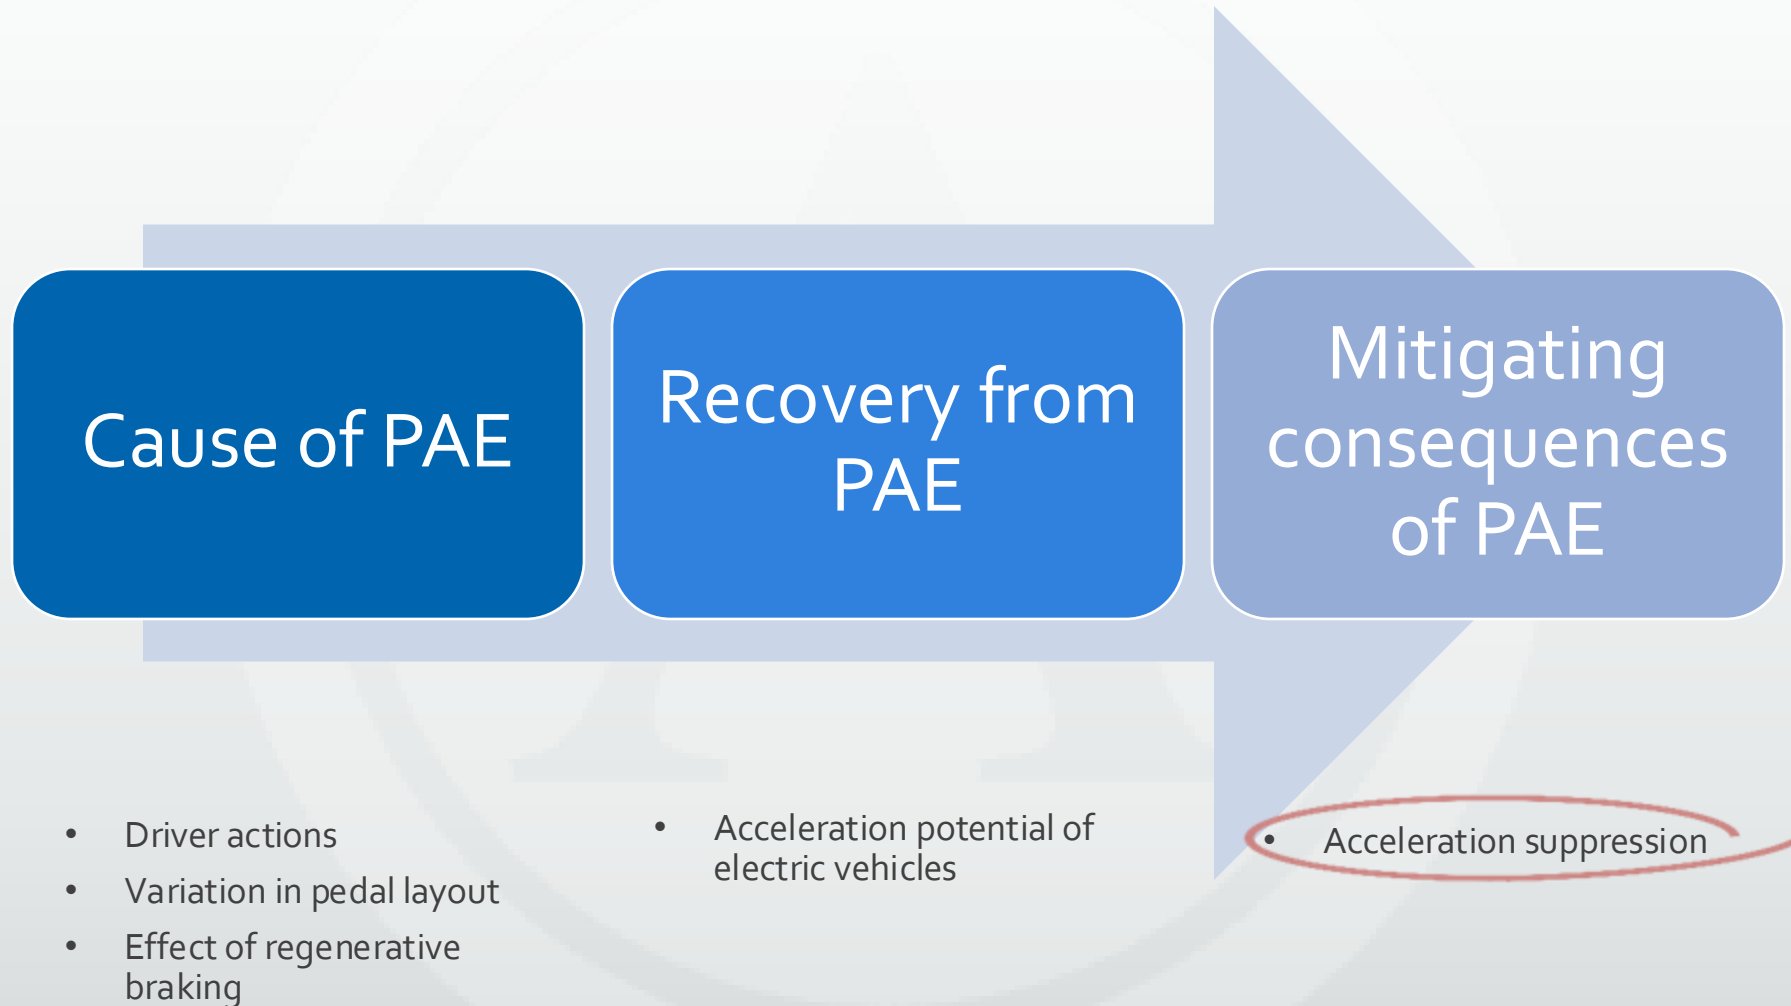 Cause of PAE
Recovery from
PAE
Mitigating
consequences
of PAE
• Driver actions
• Variation in pedal layout
• Effect of regenerative
braking
• Acceleration potential of
electric vehicles
• Acceleration suppression